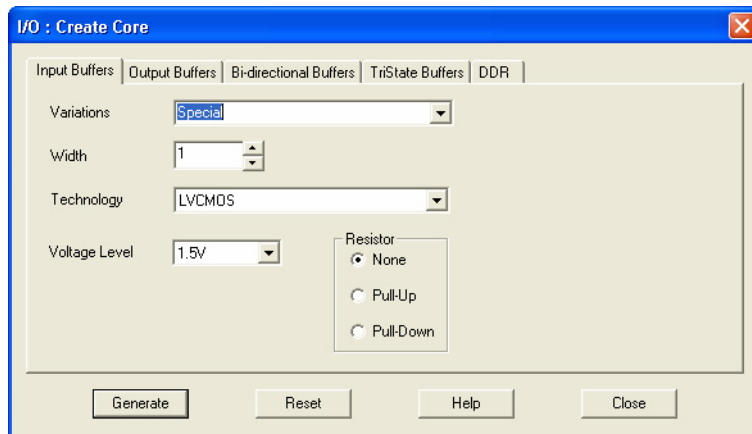 I/O : Create Core
Input Buffers Output Buffers Bi-directional Buffers TriState Buffers DDR
Variations Special
Width 1
Technology LVCMOS
Voltage Level 1.5V
Resistor
None
Pull-Up
Pull-Down
Generate Reset Help Close